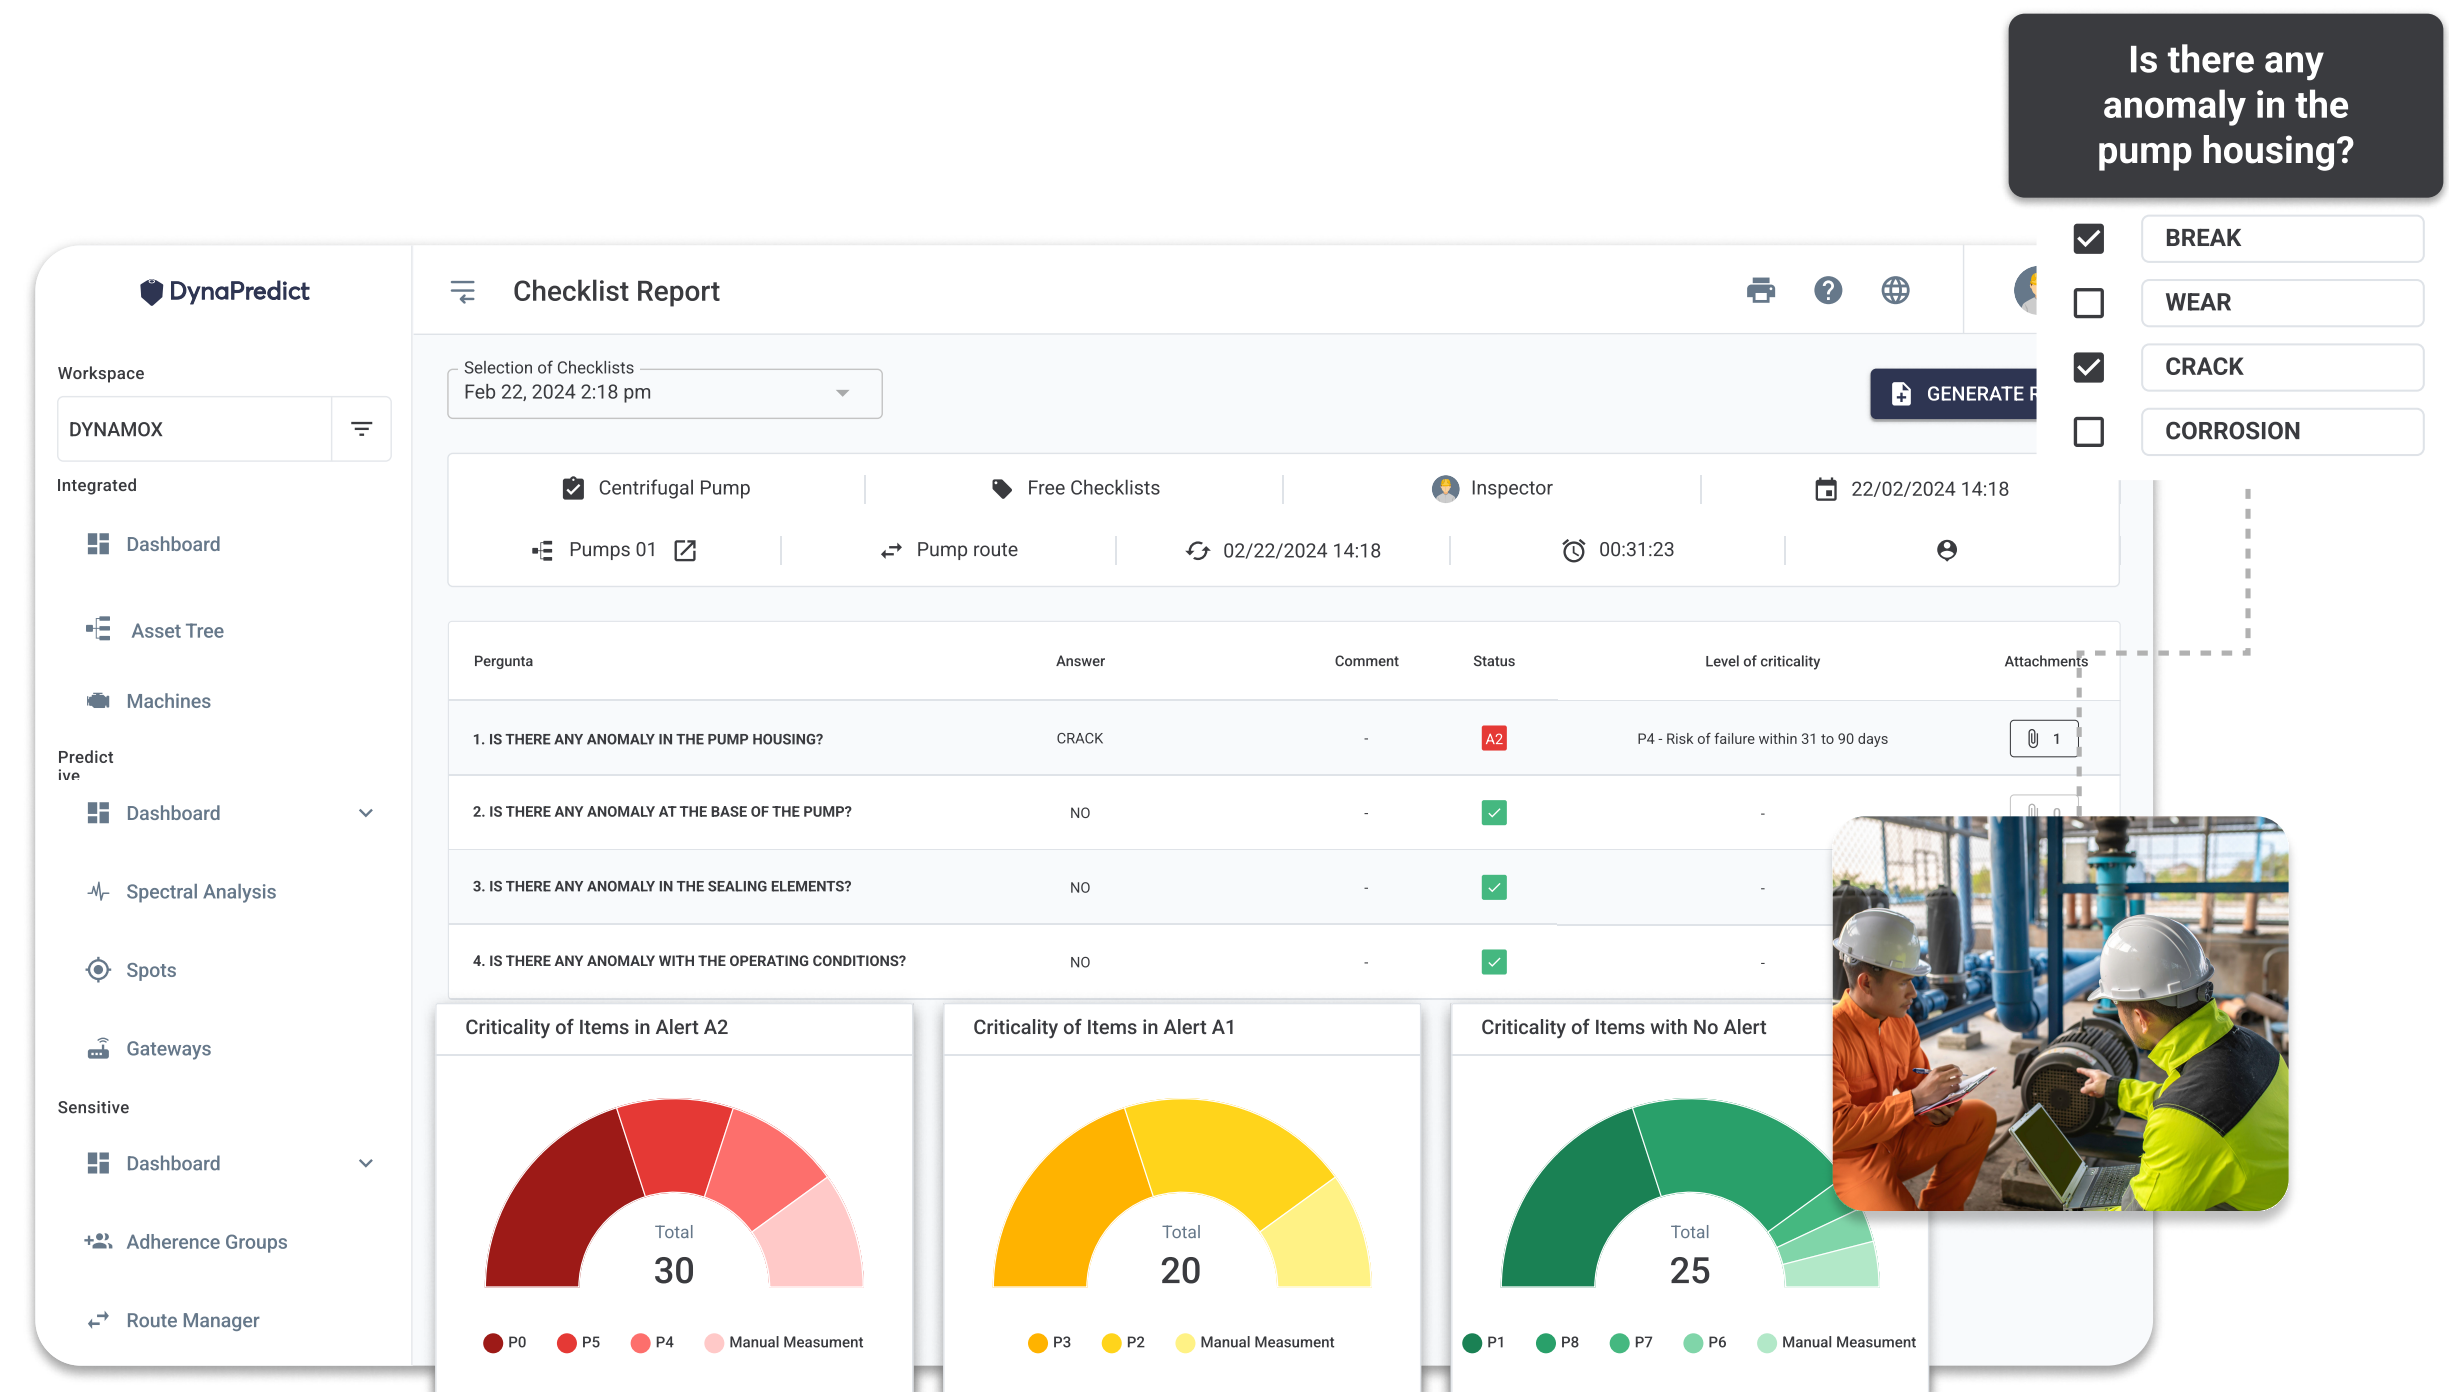 Is there any
anomaly in the
pump housing?
BREAK
WEAR
CRACK
CORROSION
DynaPredict
Workspace
DYNAMOX
Integrated
Dashboard
Asset Tree
Machines
Predict
ive
Dashboard
Spectral Analysis
Spots
Gateways
Sensitive
Dashboard
Adherence Groups
Route Manager
Checklist Report
Selection of Checklists
Feb 22, 2024 2:18 pm
GENERATE R
Centrifugal Pump
Free Checklists
Inspector
22/02/2024 14:18
Pumps 01
Pump route
02/22/2024 14:18
00:31:23
Pergunta Answer Comment Status Level of criticality Attachments
1. IS THERE ANY ANOMALY IN THE PUMP HOUSING? CRACK - A2 P4 - Risk of failure within 31 to 90 days 1
2. IS THERE ANY ANOMALY AT THE BASE OF THE PUMP? NO - - 0
3. IS THERE ANY ANOMALY IN THE SEALING ELEMENTS? NO - -
4. IS THERE ANY ANOMALY WITH THE OPERATING CONDITIONS? NO - -
Criticality of Items in Alert A2
Total
30
P0 P5 P4 Manual Measument
Criticality of Items in Alert A1
Total
20
P3 P2 Manual Measument
Criticality of Items with No Alert
Total
25
P1 P8 P7 P6 Manual Measument